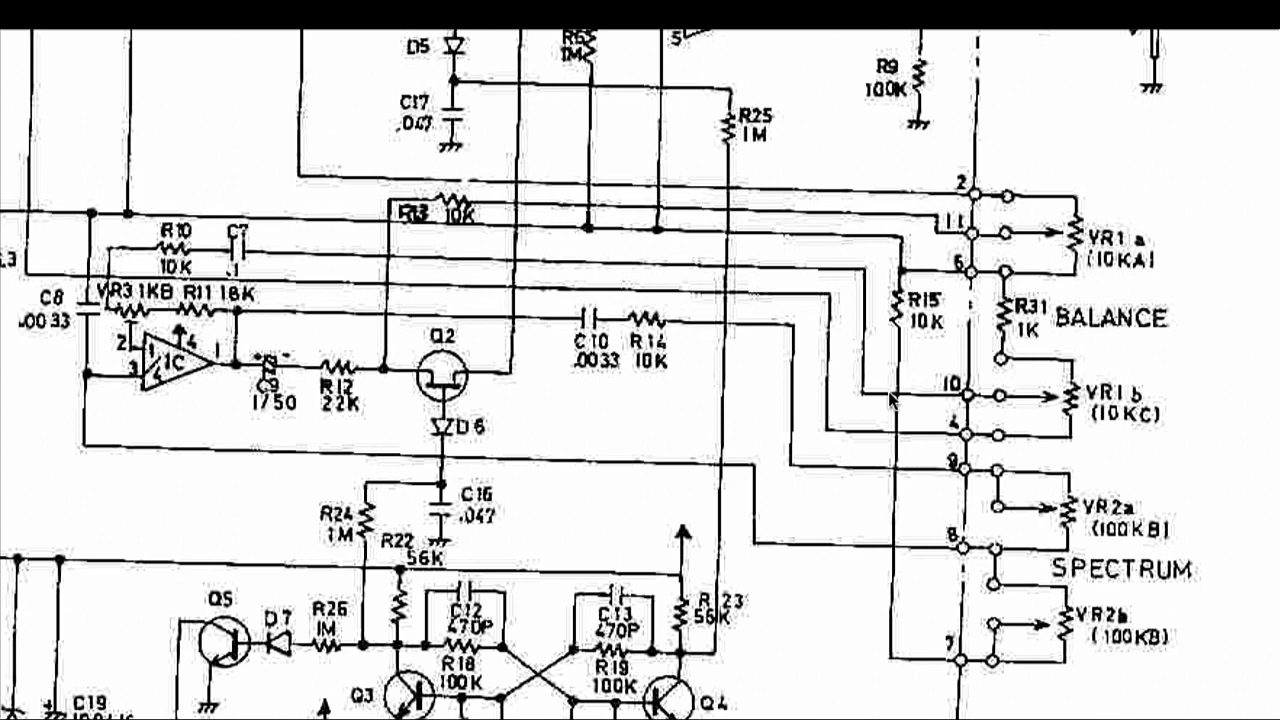 D5
R6
1M
5
R9
100K
C17
.047
R25
1M
2
R13 10K
11
R10
10K
C7
.1
VR1 a
(10KA)
6
C8
.0033
VR3 1KB R11 18K
R15
10K
R31
1K
BALANCE
2
3
1
4
1C
4
1
C9
1/50
R12
22K
Q2
C10
.0033
R14
10K
10
VR1 b
(10KC)
4
D6
9
R24
1M
C16
.047
VR2a
(100KB)
8
R22
56K
SPECTRUM
Q5
D7
R26
1M
C12
470P
C13
470P
R23
56K
VR2b
(100KB)
7
R18
100K
R19
100K
Q3
Q4
C19